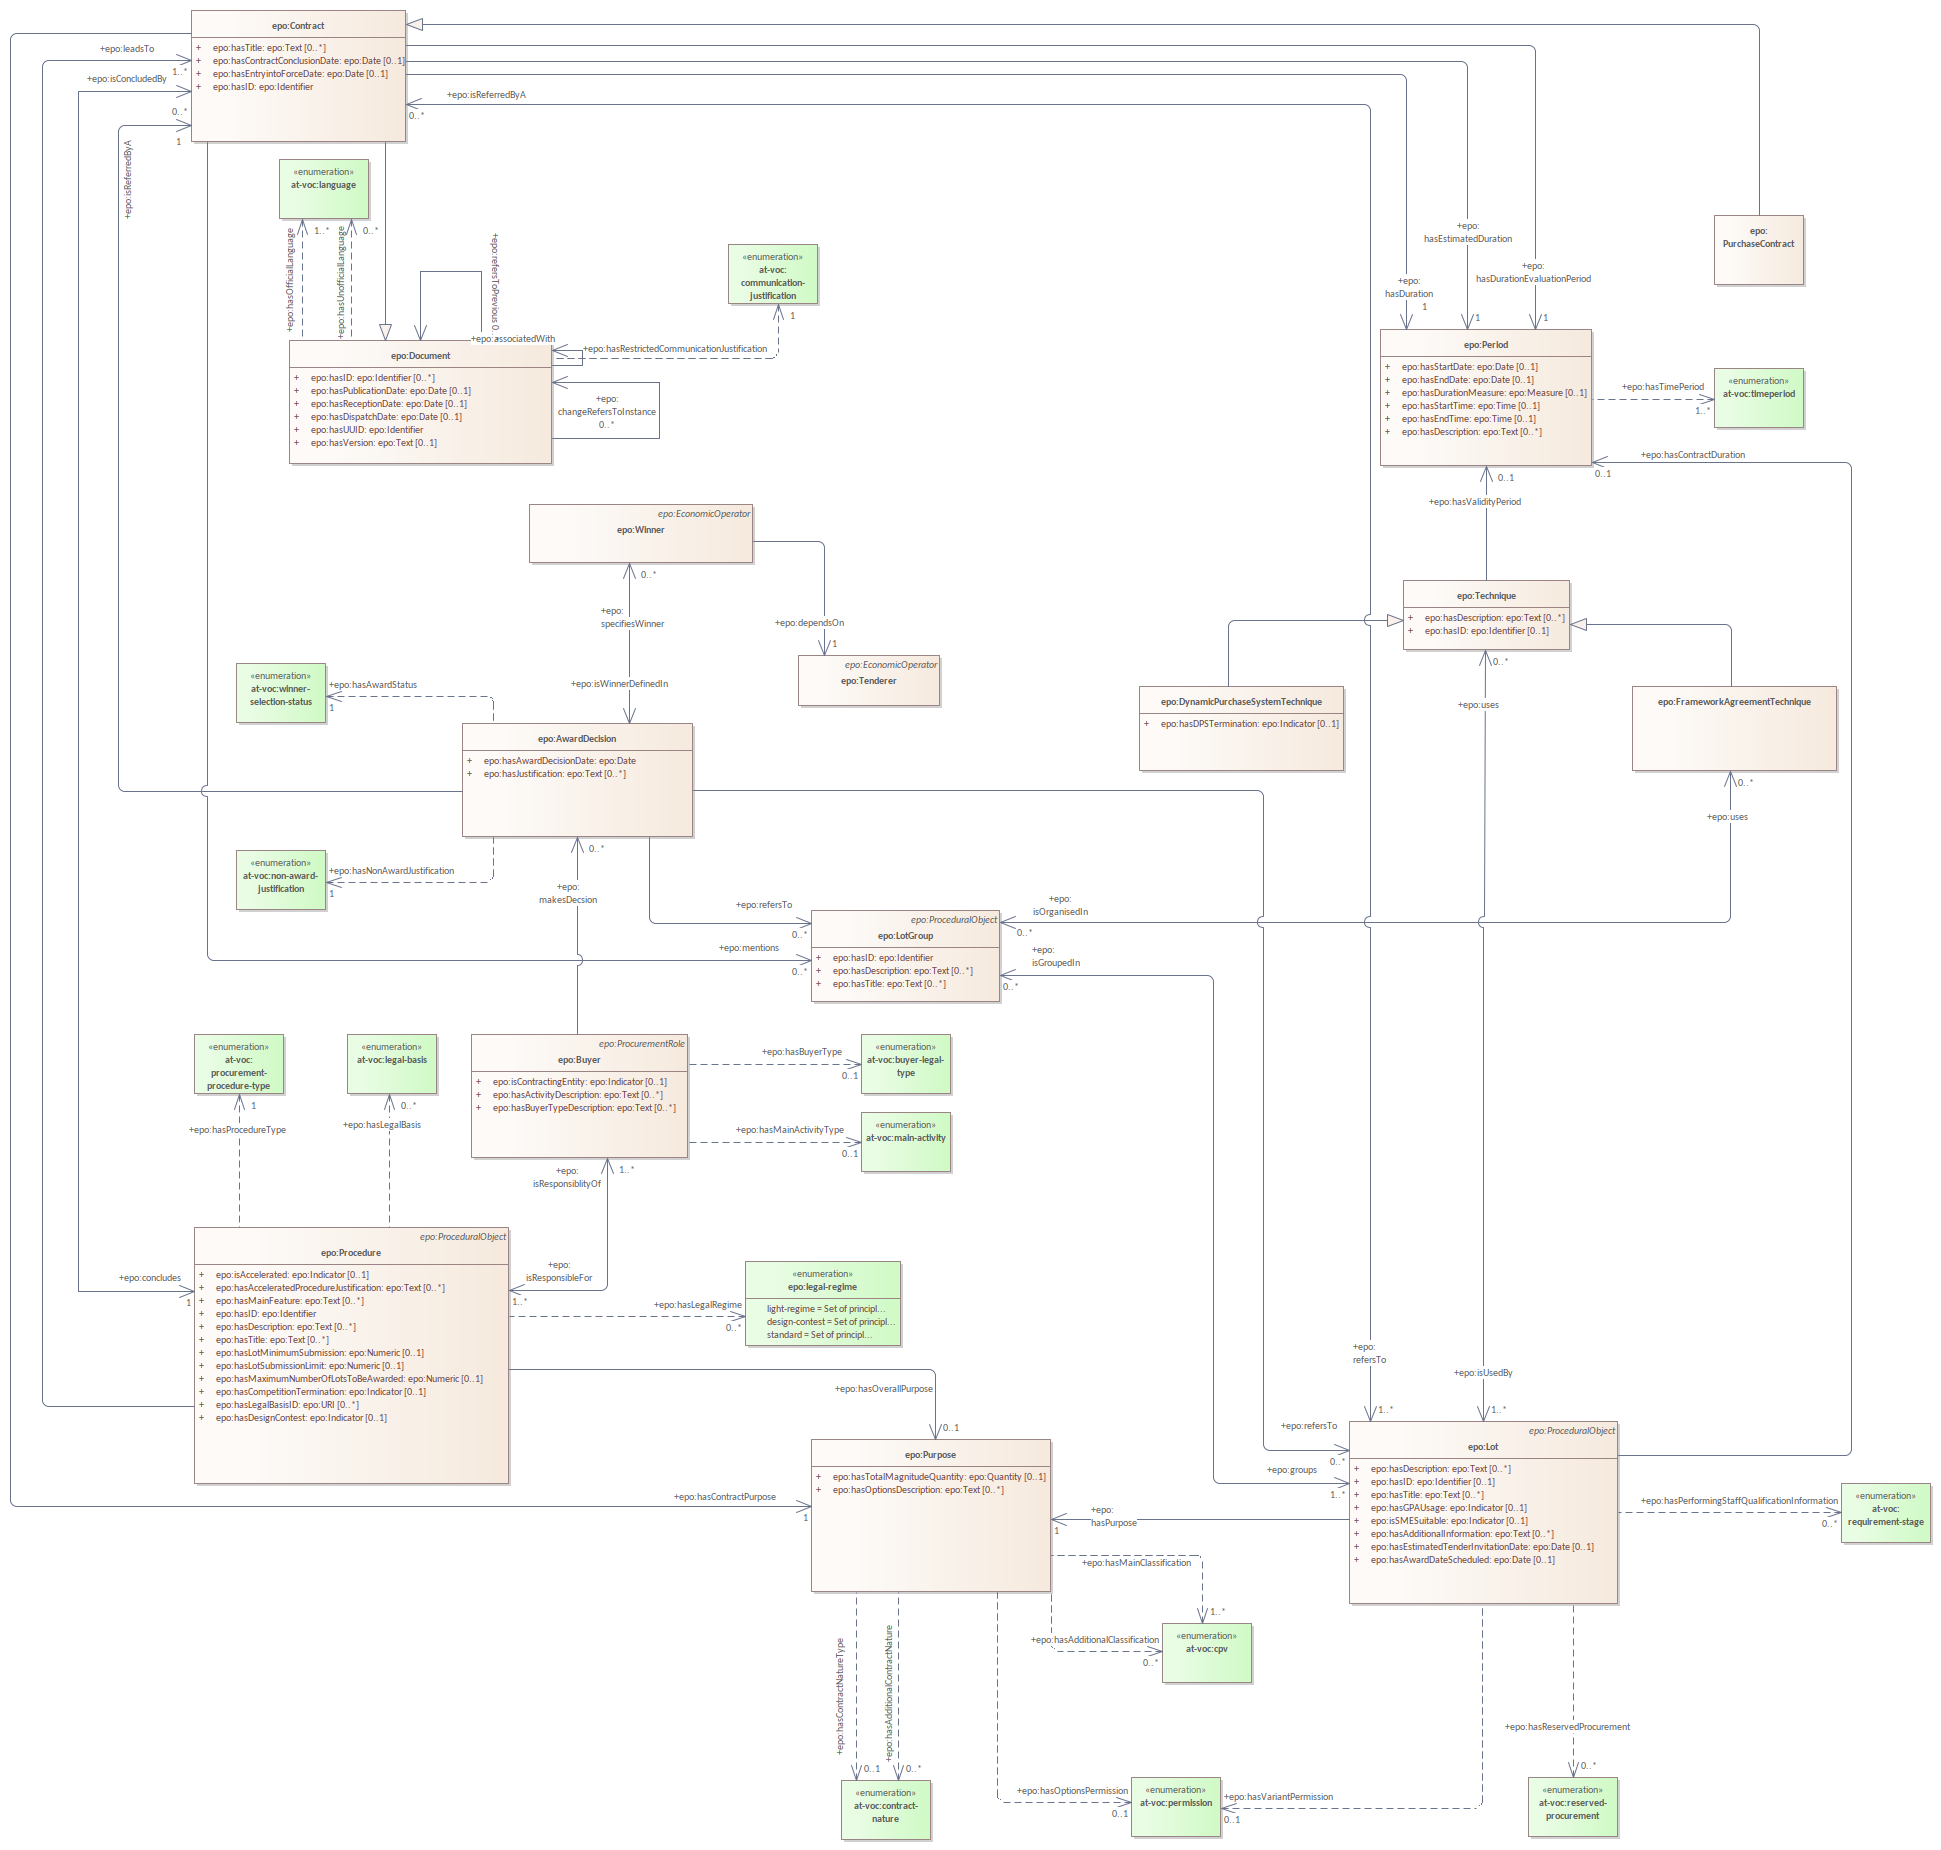 epo:Contract
+ epo:hasTitle: epo:Text [0..*]
+ epo:hasContractConclusionDate: epo:Date [0..1]
+ epo:hasEntryintoForceDate: epo:Date [0..1]
+ epo:hasID: epo:Identifier
+epo:leadsTo
1..*
+epo:isConcludedBy
0..*
1
+epo:isReferredByA
+epo:isReferredByA
0..*
«enumeration»
at-voc:language
1..*
0..*
+epo:hasOfficialLanguage
+epo:hasUnofficialLanguage
+epo:refersToPrevious 0..*
«enumeration»
at-voc:
communication-
justification
1
+epo:associatedWith
+epo:hasRestrictedCommunicationJustification
epo:Document
+ epo:hasID: epo:Identifier [0..*]
+ epo:hasPublicationDate: epo:Date [0..1]
+ epo:hasReceptionDate: epo:Date [0..1]
+ epo:hasDispatchDate: epo:Date [0..1]
+ epo:hasUUID: epo:Identifier
+ epo:hasVersion: epo:Text [0..1]
+epo:
changeRefersToInstance
0..*
epo:
PurchaseContract
+epo:
hasEstimatedDuration
+epo:
hasDurationEvaluationPeriod
+epo:
hasDuration
1
1
1
epo:Period
+ epo:hasStartDate: epo:Date [0..1]
+ epo:hasEndDate: epo:Date [0..1]
+ epo:hasDurationMeasure: epo:Measure [0..1]
+ epo:hasStartTime: epo:Time [0..1]
+ epo:hasEndTime: epo:Time [0..1]
+ epo:hasDescription: epo:Text [0..*]
+epo:hasTimePeriod
1..*
«enumeration»
at-voc:timeperiod
+epo:hasContractDuration
0..1
0..1
+epo:hasValidityPeriod
epo:EconomicOperator
epo:Winner
0..*
+epo:
specifiesWinner
+epo:dependsOn
1
epo:EconomicOperator
epo:Tenderer
+epo:isWinnerDefinedIn
epo:Technique
+ epo:hasDescription: epo:Text [0..*]
+ epo:hasID: epo:Identifier [0..1]
0..*
+epo:uses
epo:DynamicPurchaseSystemTechnique
+ epo:hasDPSTermination: epo:Indicator [0..1]
epo:FrameworkAgreementTechnique
0..*
+epo:uses
«enumeration»
at-voc:winner-
selection-status
+epo:hasAwardStatus
1
epo:AwardDecision
+ epo:hasAwardDecisionDate: epo:Date
+ epo:hasJustification: epo:Text [0..*]
«enumeration»
at-voc:non-award-
justification
+epo:hasNonAwardJustification
1
0..*
+epo:
makesDecsion
+epo:refersTo
0..*
+epo:mentions
0..*
epo:ProceduralObject
epo:LotGroup
+ epo:hasID: epo:Identifier
+ epo:hasDescription: epo:Text [0..*]
+ epo:hasTitle: epo:Text [0..*]
+epo:
isOrganisedIn
0..*
+epo:
isGroupedIn
0..*
«enumeration»
at-voc:
procurement-
procedure-type
1
+epo:hasProcedureType
«enumeration»
at-voc:legal-basis
0..*
+epo:hasLegalBasis
epo:ProcurementRole
epo:Buyer
+ epo:isContractingEntity: epo:Indicator [0..1]
+ epo:hasActivityDescription: epo:Text [0..*]
+ epo:hasBuyerTypeDescription: epo:Text [0..*]
+epo:hasBuyerType
0..1
«enumeration»
at-voc:buyer-legal-
type
+epo:hasMainActivityType
0..1
«enumeration»
at-voc:main-activity
+epo:
isResponsiblityOf
1..*
+epo:
isResponsibleFor
1..*
+epo:concludes
1
epo:ProceduralObject
epo:Procedure
+ epo:isAccelerated: epo:Indicator [0..1]
+ epo:hasAcceleratedProcedureJustification: epo:Text [0..*]
+ epo:hasMainFeature: epo:Text [0..*]
+ epo:hasID: epo:Identifier
+ epo:hasDescription: epo:Text [0..*]
+ epo:hasTitle: epo:Text [0..*]
+ epo:hasLotMinimumSubmission: epo:Numeric [0..1]
+ epo:hasLotSubmissionLimit: epo:Numeric [0..1]
+ epo:hasMaximumNumberOfLotsToBeAwarded: epo:Numeric [0..1]
+ epo:hasCompetitionTermination: epo:Indicator [0..1]
+ epo:hasLegalBasisID: epo:URI [0..*]
+ epo:hasDesignContest: epo:Indicator [0..1]
+epo:hasLegalRegime
0..*
«enumeration»
epo:legal-regime
light-regime = Set of principl...
design-contest = Set of principl...
standard = Set of principl...
+epo:hasOverallPurpose
0..1
+epo:hasContractPurpose
1
epo:Purpose
+ epo:hasTotalMagnitudeQuantity: epo:Quantity [0..1]
+ epo:hasOptionsDescription: epo:Text [0..*]
+epo:
hasPurpose
1
+epo:
refersTo
1..*
+epo:isUsedBy
1..*
+epo:refersTo
0..*
+epo:groups
1..*
epo:ProceduralObject
epo:Lot
+ epo:hasDescription: epo:Text [0..*]
+ epo:hasID: epo:Identifier [0..1]
+ epo:hasTitle: epo:Text [0..*]
+ epo:hasGPAUsage: epo:Indicator [0..1]
+ epo:isSMESuitable: epo:Indicator [0..1]
+ epo:hasAdditionalInformation: epo:Text [0..*]
+ epo:hasEstimatedTenderInvitationDate: epo:Date [0..1]
+ epo:hasAwardDateScheduled: epo:Date [0..1]
+epo:hasPerformingStaffQualificationInformation
0..*
«enumeration»
at-voc:
requirement-stage
+epo:hasMainClassification
1..*
+epo:hasAdditionalClassification
0..*
«enumeration»
at-voc:cpv
+epo:hasContractNatureType
0..1
+epo:hasAdditionalContractNature
0..*
«enumeration»
at-voc:contract-
nature
+epo:hasOptionsPermission
0..1
«enumeration»
at-voc:permission
+epo:hasVariantPermission
0..1
+epo:hasReservedProcurement
0..*
«enumeration»
at-voc:reserved-
procurement